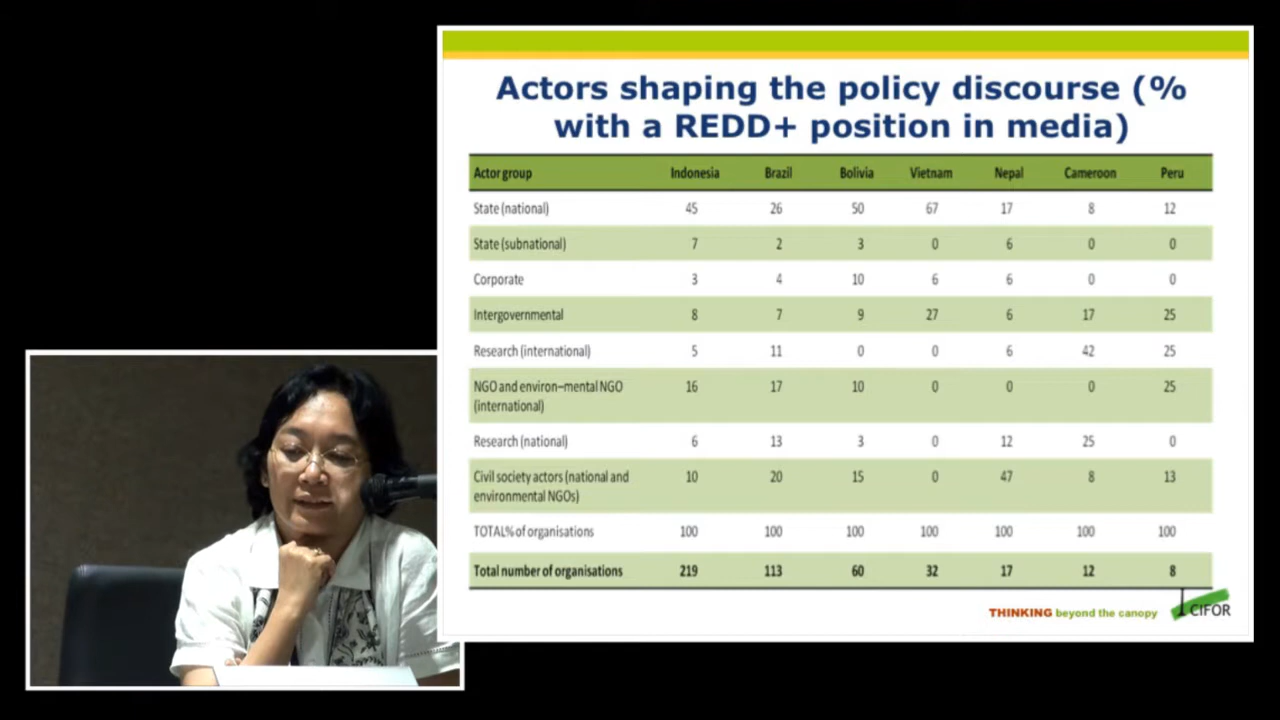 Actors shaping the policy discourse (%
with a REDD+ position in media)
Actor group Indonesia Brazil Bolivia Vietnam Nepal Cameroon Peru
State (national) 45 26 50 67 17 8 12
State (subnational) 7 2 3 0 6 0 0
Corporate 3 4 10 6 6 0 0
Intergovernmental 8 7 9 27 6 17 25
Research (international) 5 11 0 0 6 42 25
NGO and environ–mental NGO
(international) 16 17 10 0 0 0 25
Research (national) 6 13 3 0 12 25 0
Civil society actors (national and
environmental NGOs) 10 20 15 0 47 8 13
TOTAL% of organisations 100 100 100 100 100 100 100
Total number of organisations 219 113 60 32 17 12 8
THINKING beyond the canopy
CIFOR